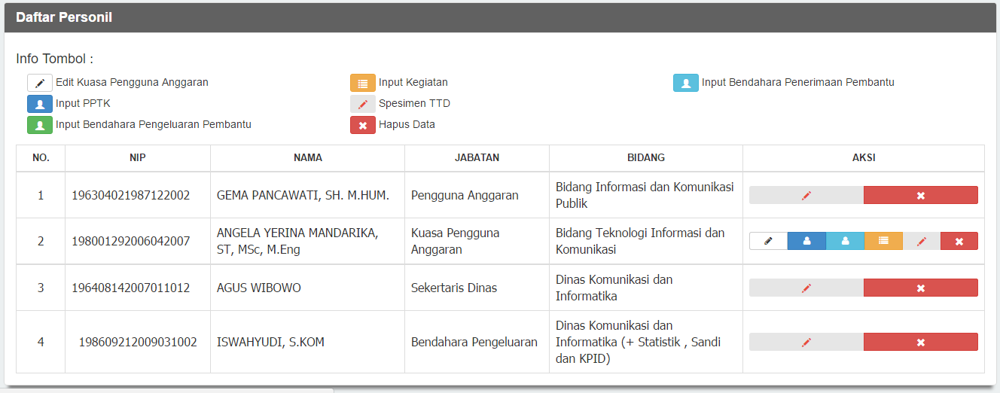 Daftar Personil
Info Tombol :
Edit Kuasa Pengguna Anggaran
Input Kegiatan
Input Bendahara Penerimaan Pembantu
Input PPTK
Spesimen TTD
Input Bendahara Pengeluaran Pembantu
Hapus Data
NO. NIP NAMA JABATAN BIDANG AKSI
1 196304021987122002 GEMA PANCAWATI, SH. M.HUM. Pengguna Anggaran Bidang Informasi dan Komunikasi
Publik
2 198001292006042007 ANGELA YERINA MANDARIKA, Kuasa Pengguna Bidang Teknologi Informasi dan
ST, MSc, M.Eng Anggaran Komunikasi
3 196408142007011012 AGUS WIBOWO Sekertaris Dinas Dinas Komunikasi dan
Informatika
4 198609212009031002 ISWAHYUDI, S.KOM Bendahara Pengeluaran Dinas Komunikasi dan
Informatika (+ Statistik , Sandi
dan KPID)